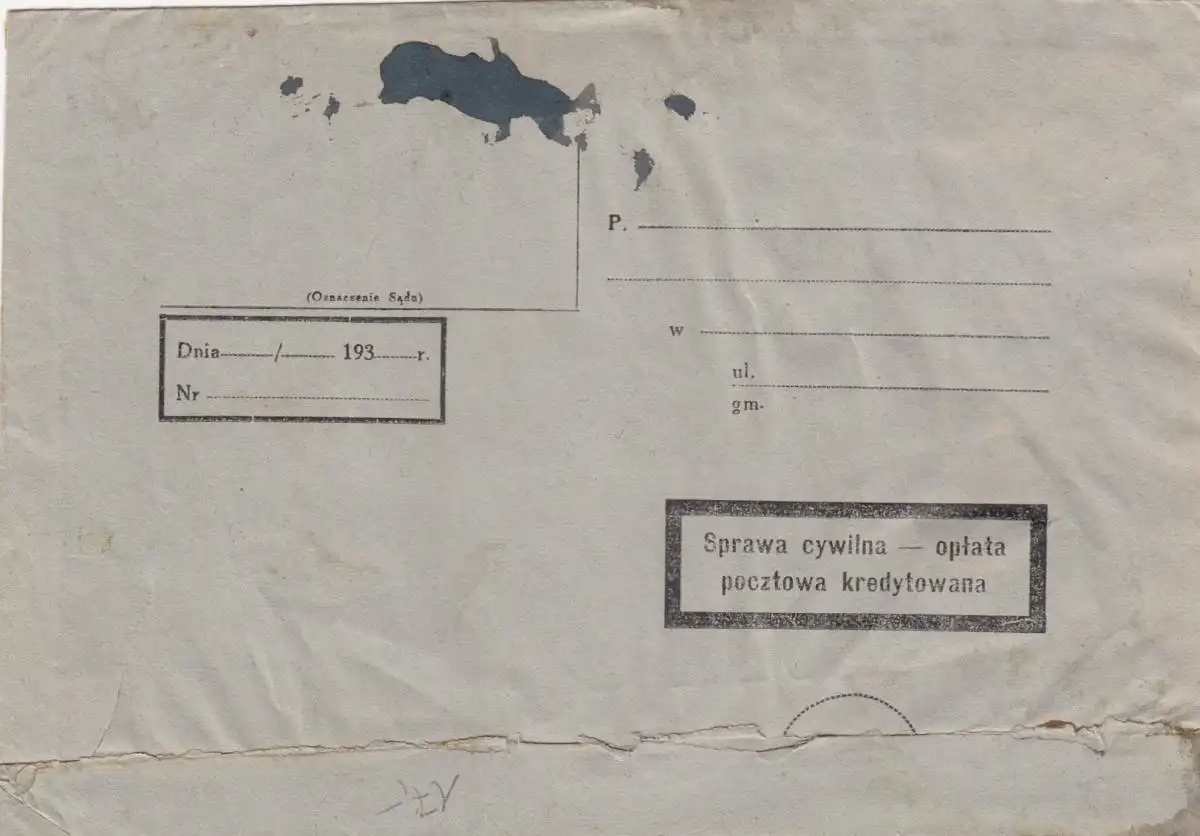 (Oznaczenie Sądu)
Dnia......../........ 193......r.
Nr ........................
P. ........................
w ........................
ul.
gm.
Sprawa cywilna — opłata
pocztowa kredytowana